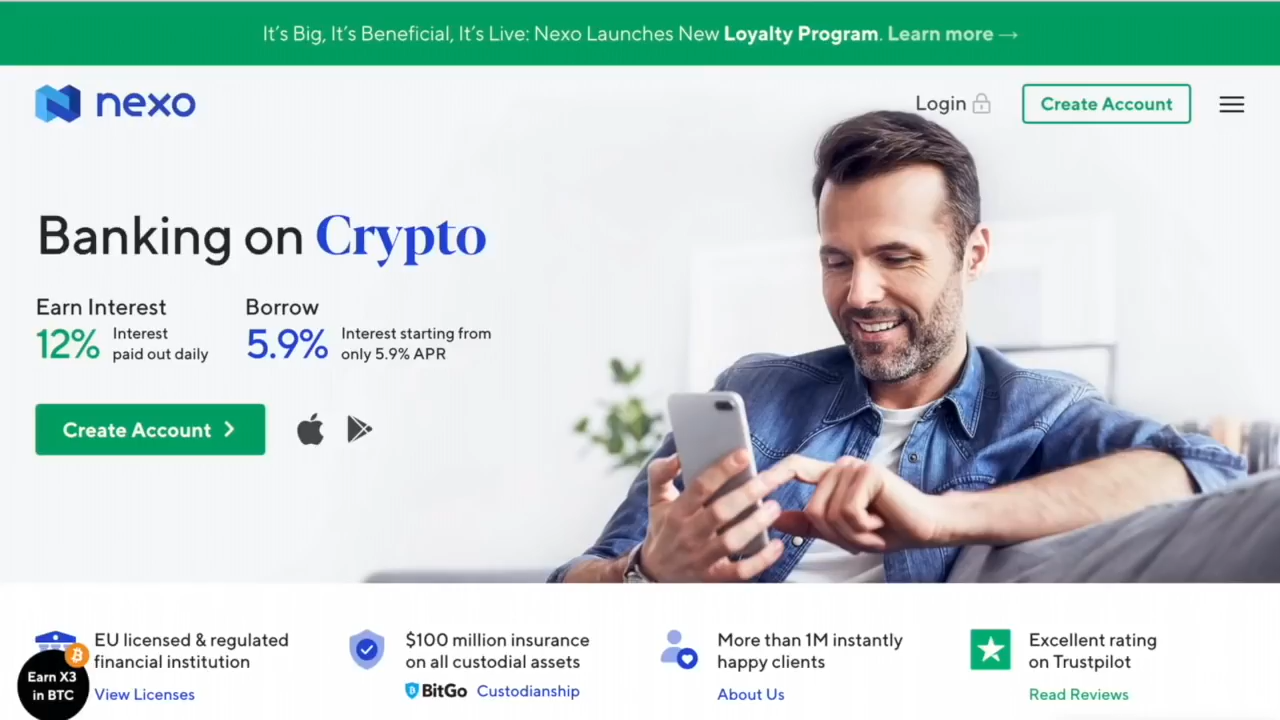 It's Big, It's Beneficial, It's Live: Nexo Launches New Loyalty Program. Learn more →
nexo
Login
Create Account
Banking on Crypto
Earn Interest
12%
Interest
paid out daily
Borrow
5.9%
Interest starting from
only 5.9% APR
Create Account
EU licensed & regulated
financial institution
View Licenses
Earn X3
in BTC
$100 million insurance
on all custodial assets
BitGo Custodianship
More than 1M instantly
happy clients
About Us
Excellent rating
on Trustpilot
Read Reviews